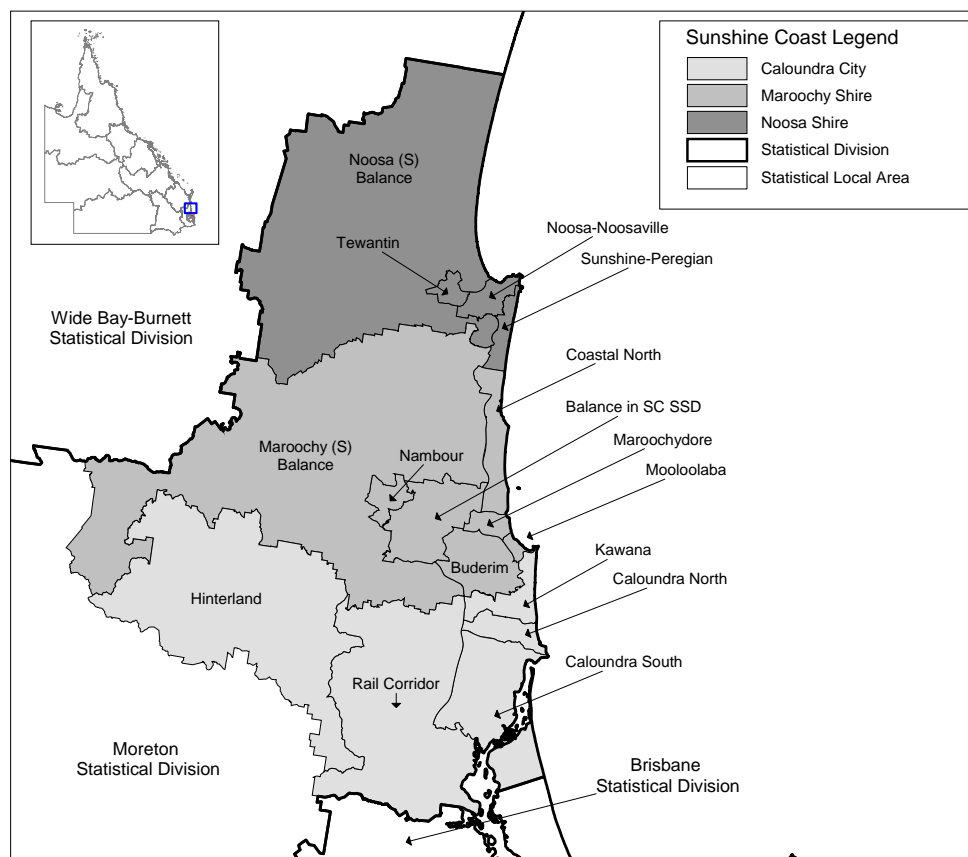 Sunshine Coast Legend
Caloundra City
Maroochy Shire
Noosa Shire
Statistical Division
Statistical Local Area
Noosa (S)
Balance
Noosa-Noosaville
Tewantin
Sunshine-Peregian
Wide Bay-Burnett
Statistical Division
Coastal North
Balance in SC SSD
Maroochydore
Maroochy (S)
Balance
Nambour
Mooloolaba
Kawana
Buderim
Caloundra North
Hinterland
Caloundra South
Rail Corridor
Moreton
Statistical Division
Brisbane
Statistical Division